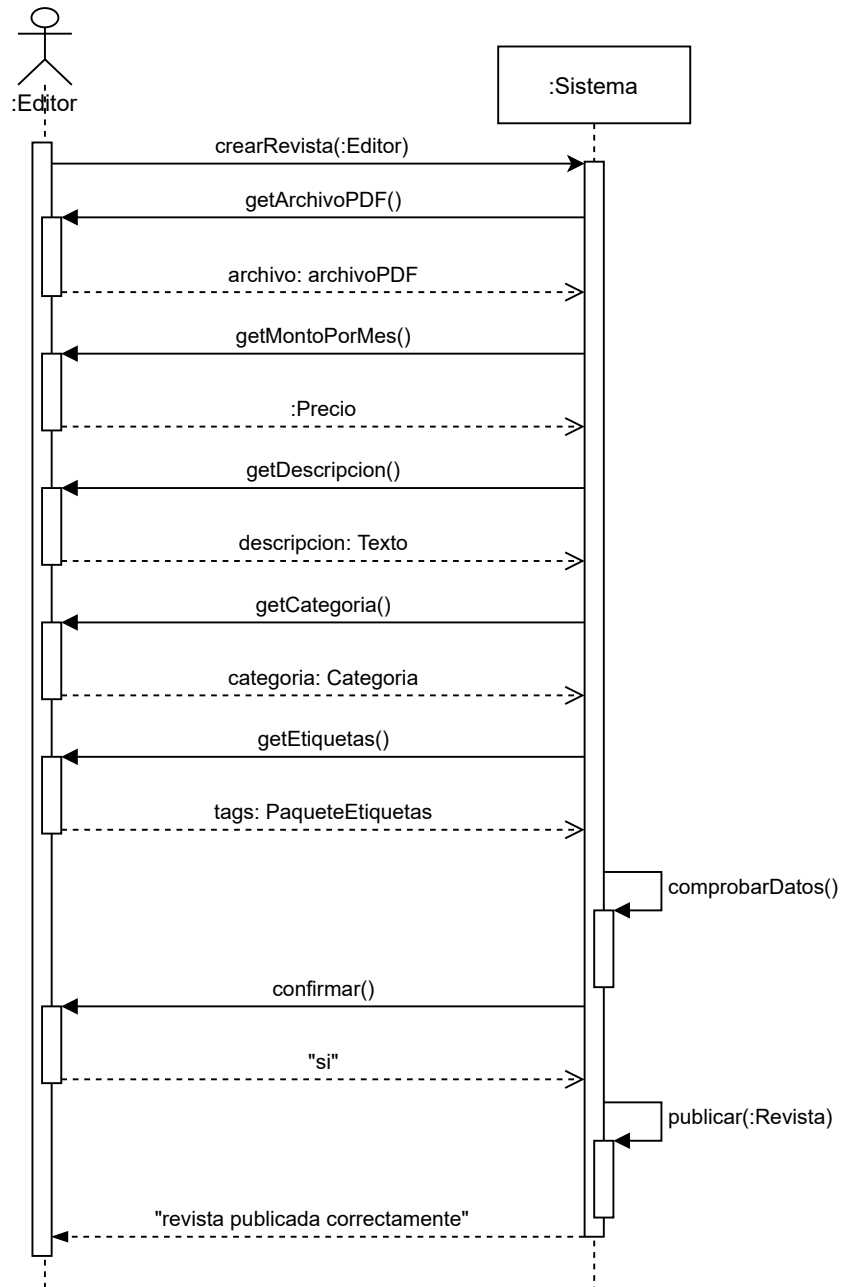 :Editor
:Sistema
crearRevista(:Editor)
getArchivoPDF()
archivo: archivoPDF
getMontoPorMes()
:Precio
getDescripcion()
descripcion: Texto
getCategoria()
categoria: Categoria
getEtiquetas()
tags: PaqueteEtiquetas
comprobarDatos()
confirmar()
"si"
publicar(:Revista)
"revista publicada correctamente"